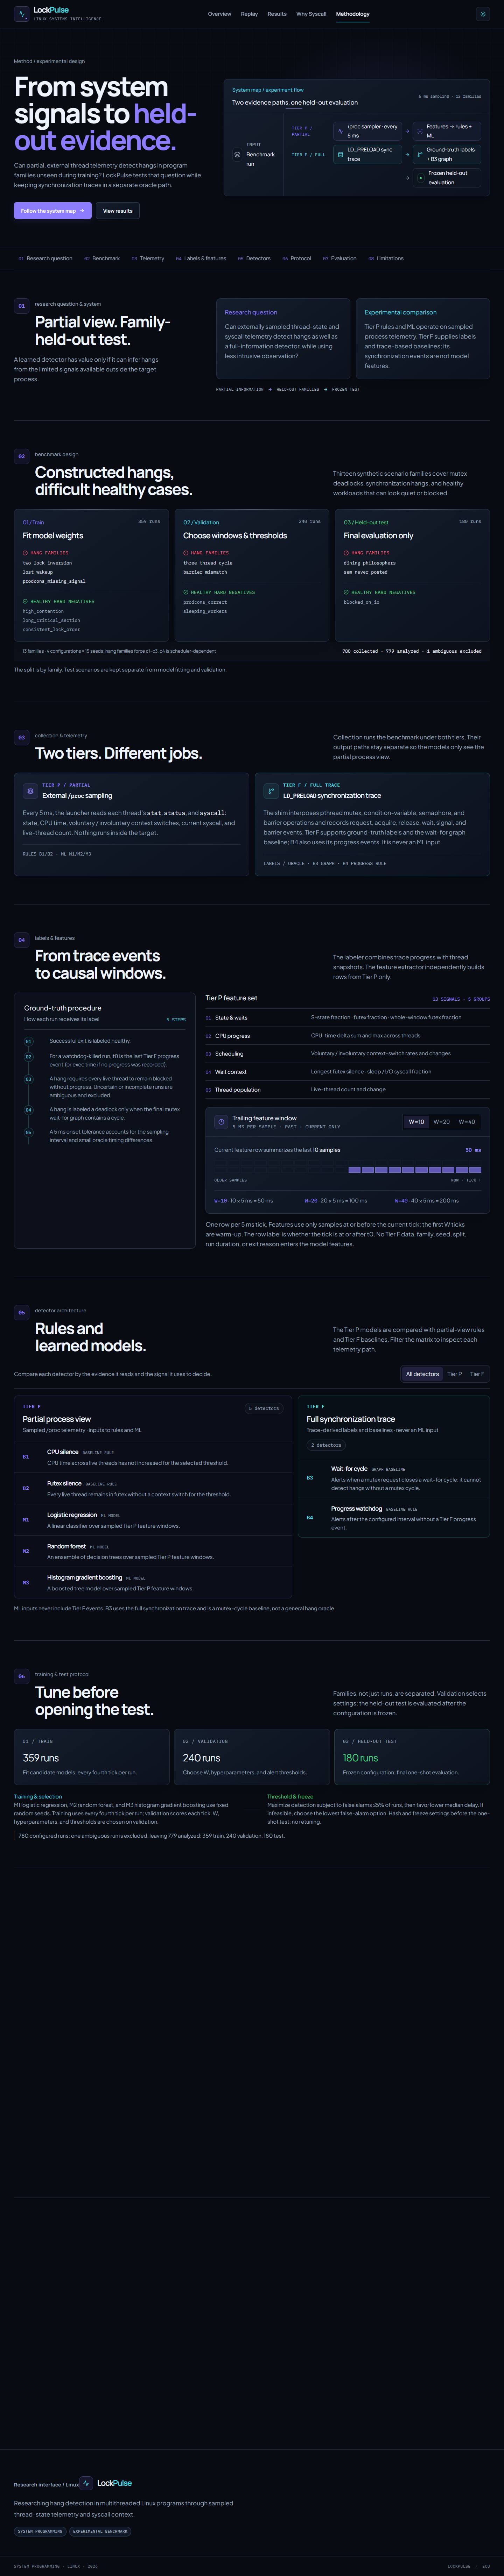 LockPulse
LINUX SYSTEMS INTELLIGENCE
Overview
Replay
Results
Why Syscall
Methodology
Method / experimental design
From system
signals to held-
out evidence.
Can partial, external thread telemetry detect hangs in program
families unseen during training? LockPulse tests that question while
keeping synchronization traces in a separate oracle path.
Follow the system map →
View results
System map / experiment flow
Two evidence paths, one held-out evaluation
5 ms sampling · 13 families
INPUT
Benchmark
run
TIER P /
PARTIAL
/proc sampler · every
5 ms
→
Features → rules +
ML
TIER F / FULL
LD_PRELOAD sync
trace
→
Ground-truth labels
+ B3 graph
→
Frozen held-out
evaluation
01 Research question
02 Benchmark
03 Telemetry
04 Labels & features
05 Detectors
06 Protocol
07 Evaluation
08 Limitations
01
research question & system
Partial view. Family-
held-out test.
A learned detector has value only if it can infer hangs
from the limited signals available outside the target
process.
Research question
Can externally sampled thread-state and
syscall telemetry detect hangs as well as
a full-information detector, while using
less intrusive observability?
Experimental comparison
Tier P rules and ML operate on sampled
process telemetry. Tier F supplies labels
and trace-based baselines; its
synchronization events are not model
features.
PARTIAL INFORMATION → HELD-OUT FAMILIES → FROZEN TEST
02
benchmark design
Constructed hangs,
difficult healthy cases.
Thirteen synthetic scenario families cover mutex
deadlocks, synchronization hangs, and healthy
workloads that can look quiet or blocked.
01 / Train
359 runs
Fit model weights
HANG FAMILIES
two_lock_inversion
lost_wakeup
prodcons_missing_signal
HEALTHY HARD NEGATIVES
high_contention
long_critical_section
consistent_lock_order
02 / Validation
240 runs
Choose windows & thresholds
HANG FAMILIES
three_thread_cycle
barrier_mismatch
HEALTHY HARD NEGATIVES
prodcons_correct
sleeping_workers
03 / Held-out test
180 runs
Final evaluation only
HANG FAMILIES
dining_philosophers
sem_never_posted
HEALTHY HARD NEGATIVES
blocked_on_io
13 families · 4 configurations × 15 seeds; hang families force c1–c3, c4 is scheduler-dependent
780 collected · 779 analyzed · 1 ambiguous excluded
The split is by family. Test scenarios are kept separate from model fitting and validation.
03
collection & telemetry
Two tiers. Different jobs.
Collection runs the benchmark under both tiers. Their
output paths stay separate so models only see the
partial process view.
TIER P / PARTIAL
External /proc sampling
Every 5 ms, the launcher reads each thread's stat, status, and syscall:
state, CPU time, voluntary / involuntary context switches, current syscall, and
live-thread count. Nothing runs inside the target.
RULES B1/B2 · ML M1/M2/M3
TIER F / FULL TRACE
LD_PRELOAD synchronization trace
The shim interposes pthread mutex, condition-variable, semaphore, and
barrier operations and records request, acquire, release, wait, signal, and
barrier events. Tier F supports ground-truth labels and the wait-for graph
baseline; B4 also uses its progress events. It is never an ML input.
LABELS / ORACLE · B3 GRAPH · B4 PROGRESS RULE
04
labels & features
From trace events
to causal windows.
The labeler combines trace progress with thread
snapshots. The feature extractor independently builds
rows from Tier P only.
Ground-truth procedure
How each run receives its label
5 STEPS
01
Successful exit is labeled healthy
02
For a watchdog-killed run, t0 is the last Tier F progress
event (or exec time if no progress was recorded).
03
A hang requires every live thread to remain blocked
without progress. Uncertain or incomplete runs are
ambiguous and excluded.
04
A hang is labeled a deadlock only when the final mutex
wait-for graph contains a cycle.
05
A 5 ms onset tolerance accounts for the sampling
interval and small oracle timing differences.
Tier P feature set
13 SIGNALS · 5 GROUPS
01 State & waits
S-state fraction · futex fraction · whole-window futex fraction
02 CPU progress
CPU-time delta sum and max across threads
03 Scheduling
Voluntary / involuntary context-switch rates and changes
04 Wait context
Longest futex silence · sleep / I/O syscall fraction
05 Thread population
Live-thread count and change
Trailing feature window
5 MS PER SAMPLE · PAST + CURRENT ONLY
W=10
W=20
W=40
Current feature row summarizes the last 10 samples
50 ms
OLDER SAMPLES
NOW · TICK T
W=10 · 10 × 5 ms = 50 ms
W=20 · 20 × 5 ms = 100 ms
W=40 · 40 × 5 ms = 200 ms
One row per 5 ms tick. Features use only samples at or before the current tick; the first W ticks
are warm-up. The row label is whether the tick is at or after t0. No Tier F data, family, seed, split,
run duration, or exit reason enters the model features.
05
detector architecture
Rules and
learned models.
The Tier P models are compared with partial-view rules
and Tier F baselines. Filter the matrix to inspect each
telemetry path.
Compare each detector by the evidence it reads and the signal it uses to decide.
All detectors
Tier P
Tier F
TIER P
Partial process view
Sampled /proc telemetry · inputs to rules and ML
5 detectors
B1
CPU silence BASELINE RULE
CPU time across live threads has not increased for the selected threshold.
B2
Futex silence BASELINE RULE
Every live thread remains in futex without a context switch for the threshold.
M1
Logistic regression ML MODEL
A linear classifier over sampled Tier P feature windows.
M2
Random forest ML MODEL
An ensemble of decision trees over sampled Tier P feature windows.
M3
Histogram gradient boosting ML MODEL
A boosted tree model over sampled Tier P feature windows.
TIER F
Full synchronization trace
Trace-derived labels and baselines · never an ML input
2 detectors
B3
Wait-for cycle GRAPH BASELINE
Alerts when a mutex request closes a wait-for cycle; it cannot
detect hangs without a mutex cycle.
B4
Progress watchdog BASELINE RULE
Alerts after the configured interval without a Tier F progress
event.
ML inputs never include Tier F events. B3 uses the full synchronization trace and is a mutex-cycle baseline, not a general hang oracle.
06
training & test protocol
Tune before
opening the test.
Families, not just runs, are separated. Validation selects
settings; the held-out test is evaluated after the
configuration is frozen.
01 / TRAIN
359 runs
Fit candidate models; every fourth tick per run.
02 / VALIDATION
240 runs
Choose W, hyperparameters, and alert thresholds.
03 / HELD-OUT TEST
180 runs
Frozen configuration; final one-shot evaluation.
Training & selection
M1 logistic regression, M2 random forest, and M3 histogram gradient boosting use fixed
random seeds. Training uses every fourth tick per run; validation scores each tick. W,
hyperparameters, and thresholds are chosen on validation.
Threshold & freeze
Maximize detection subject to false alarms ≤5% of runs, then lower median delay. If
infeasible, choose the lowest false-alarm option. Hash and freeze settings before the one-
shot test: no retuning.
780 configured runs; one ambiguous run is excluded, leaving 779 analyzed: 359 train, 240 validation, 180 test.
Research interface / Linux
LockPulse
Researching hang detection in multithreaded Linux programs through sampled
thread-state telemetry and syscall context.
SYSTEM PROGRAMMING
EXPERIMENTAL BENCHMARK
SYSTEM PROGRAMMING · LINUX · 2026
LOCKPULSE